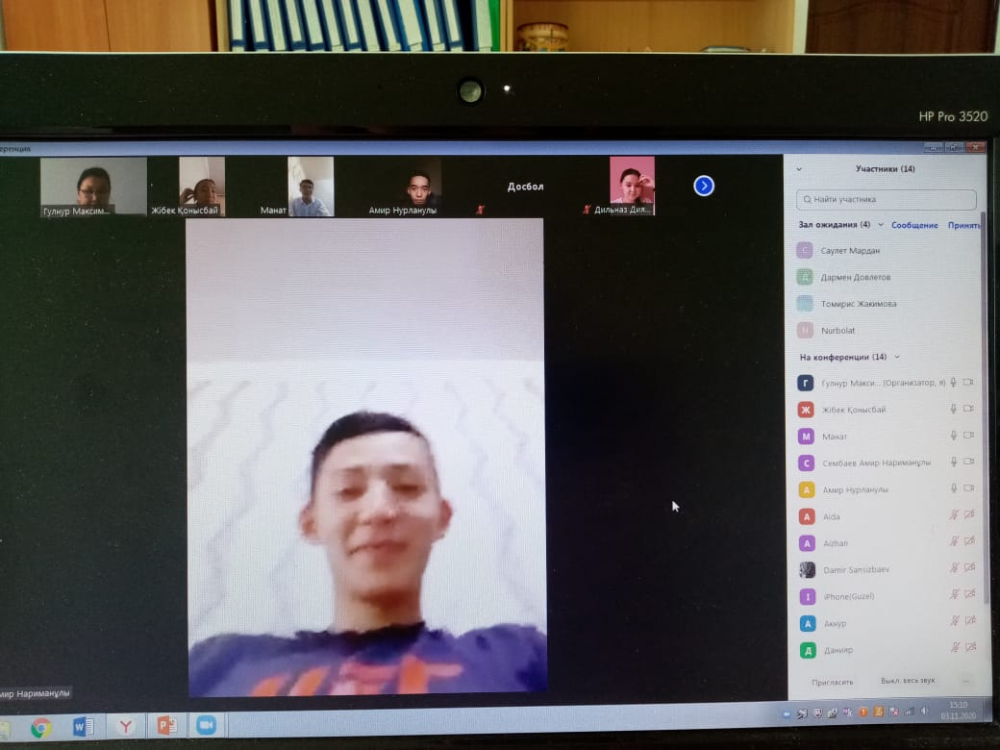 HP Pro 3520
ренция
Гулнур Максим...
Жібек Қонысбай
Манат
Амир Нурланулы
Досбол
Дильназ Дия...
Участники (14)
Найти участника
Зал ожидания (4)
Сообщение
Принять
Саулет Мардан
Дармен Довлетов
Томирис Жакимова
Nurbolat
На конференции (14)
Гулнур Макси... (Организатор, я)
Жібек Қонысбай
Манат
Сембаев Амир Нариманұлы
Амир Нурланулы
Aida
Aizhan
Damir Sansizbaev
iPhone(Guzel)
Акнур
Данияр
Пригласить
Выкл. весь звук
...
мир Нариманұлы
15:10
03.11.2020